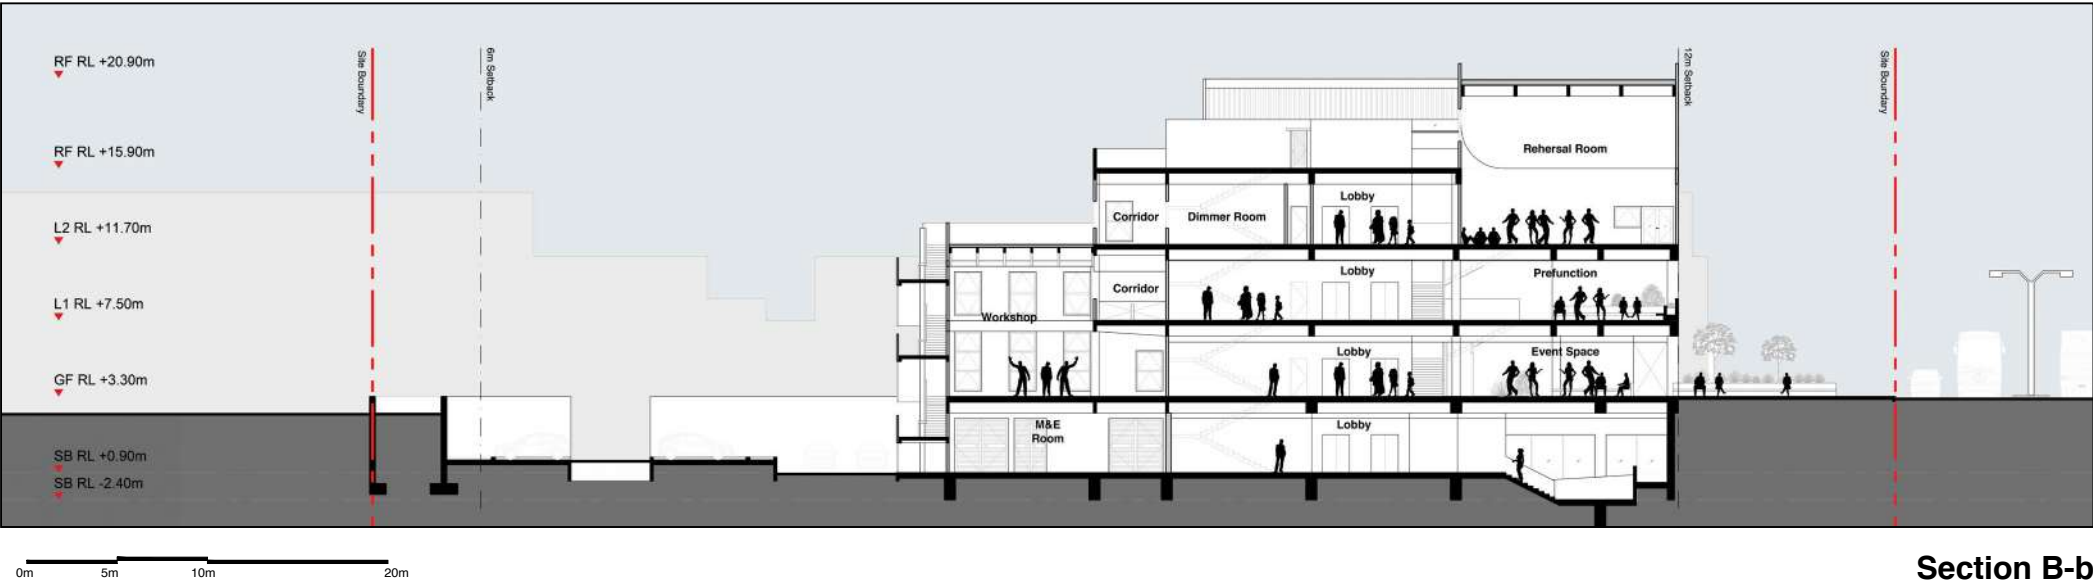 RF RL +20.90m
RF RL +15.90m
L2 RL +11.70m
L1 RL +7.50m
GF RL +3.30m
SB RL +0.90m
SB RL -2.40m
Site Boundary
6m Setback
12m Setback
Site Boundary
Rehersal Room
Lobby
Corridor
Dimmer Room
Lobby
Prefunction
Corridor
Workshop
Lobby
Event Space
M&E
Room
Lobby
0m
5m
10m
20m
Section B-b